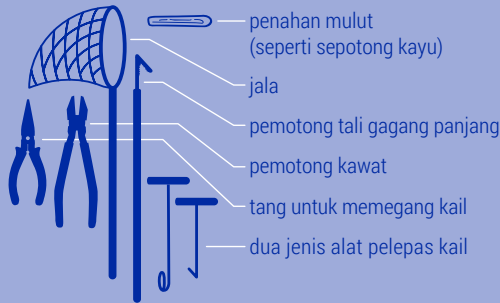 penahan mulut
(seperti sepotong kayu)
jala
pemotong tali gagang panjang
pemotong kawat
tang untuk memegang kail
dua jenis alat pelepas kail